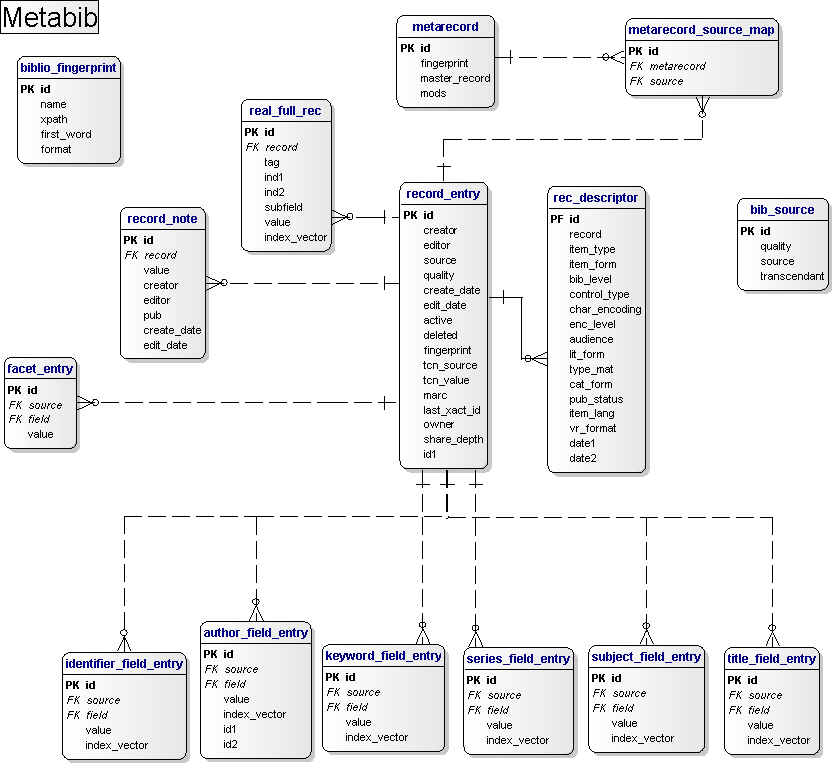 Metabib
biblio_fingerprint
PK id
name
xpath
first_word
format
metarecord
PK id
fingerprint
master_record
mods
metarecord_source_map
PK id
FK metarecord
FK source
real_full_rec
PK id
FK record
tag
ind1
ind2
subfield
value
index_vector
record_note
PK id
FK record
value
creator
editor
pub
create_date
edit_date
record_entry
PK id
creator
editor
source
quality
create_date
edit_date
active
deleted
fingerprint
tcn_source
tcn_value
marc
last_xact_id
owner
share_depth
id1
rec_descriptor
PF id
record
item_type
item_form
bib_level
control_type
char_encoding
enc_level
audience
lit_form
type_mat
cat_form
pub_status
item_lang
vr_format
date1
date2
bib_source
PK id
quality
source
transcendant
facet_entry
PK id
FK source
FK field
value
identifier_field_entry
PK id
FK source
FK field
value
index_vector
author_field_entry
PK id
FK source
FK field
value
index_vector
id1
id2
keyword_field_entry
PK id
FK source
FK field
value
index_vector
series_field_entry
PK id
FK source
FK field
value
index_vector
subject_field_entry
PK id
FK source
FK field
value
index_vector
title_field_entry
PK id
FK source
FK field
value
index_vector